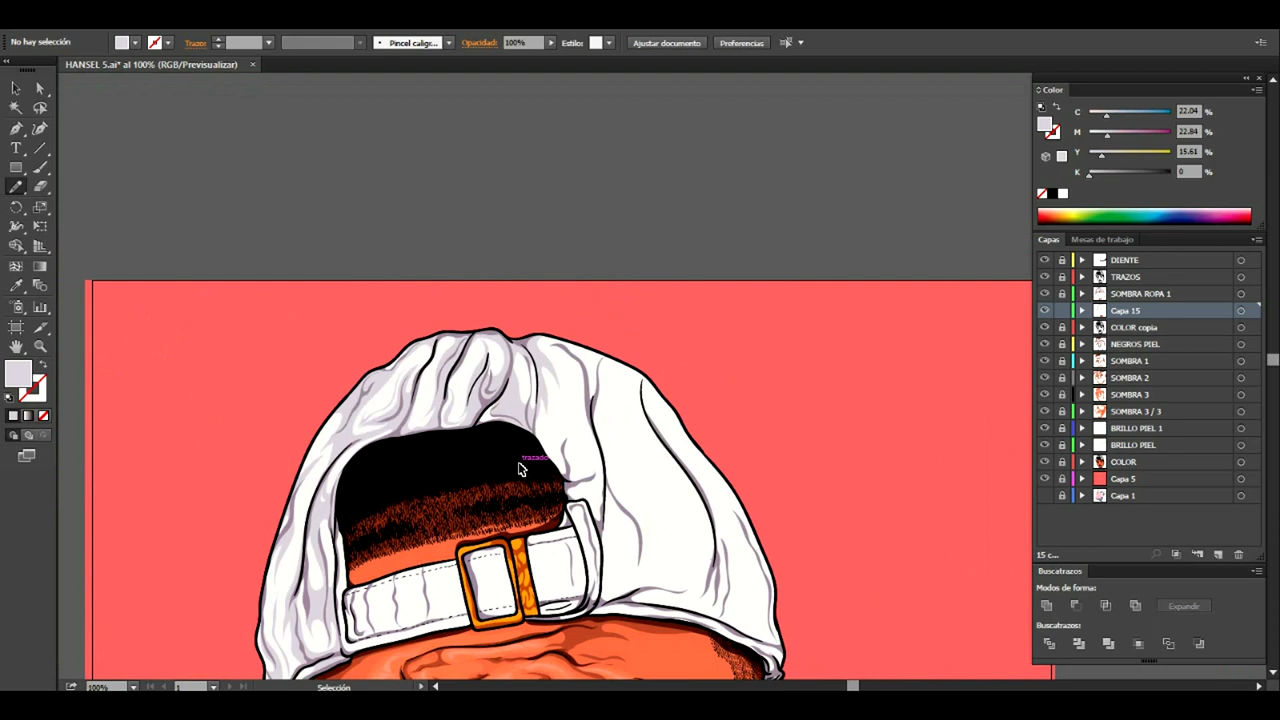 No hay selección
Trazo:
Pincel caligr...
Opacidad:
100%
Estilo:
Ajustar documento
Preferencias
HANSEL 5.ai* al 100% (RGB/Previsualizar)
Color
C 22.04 %
M 22.84 %
Y 15.61 %
K 0 %
Capas
Mesas de trabajo
DIENTE
TRAZOS
SOMBRA ROPA 1
Capa 15
COLOR copia
NEGROS PIEL
SOMBRA 1
SOMBRA 2
SOMBRA 3
SOMBRA 3 / 3
BRILLO PIEL 1
BRILLO PIEL
COLOR
Capa 5
Capa 1
15 c...
Buscatrazos
Modos de forma:
Expandir
Buscatrazos:
trazado
100%
1
Selección